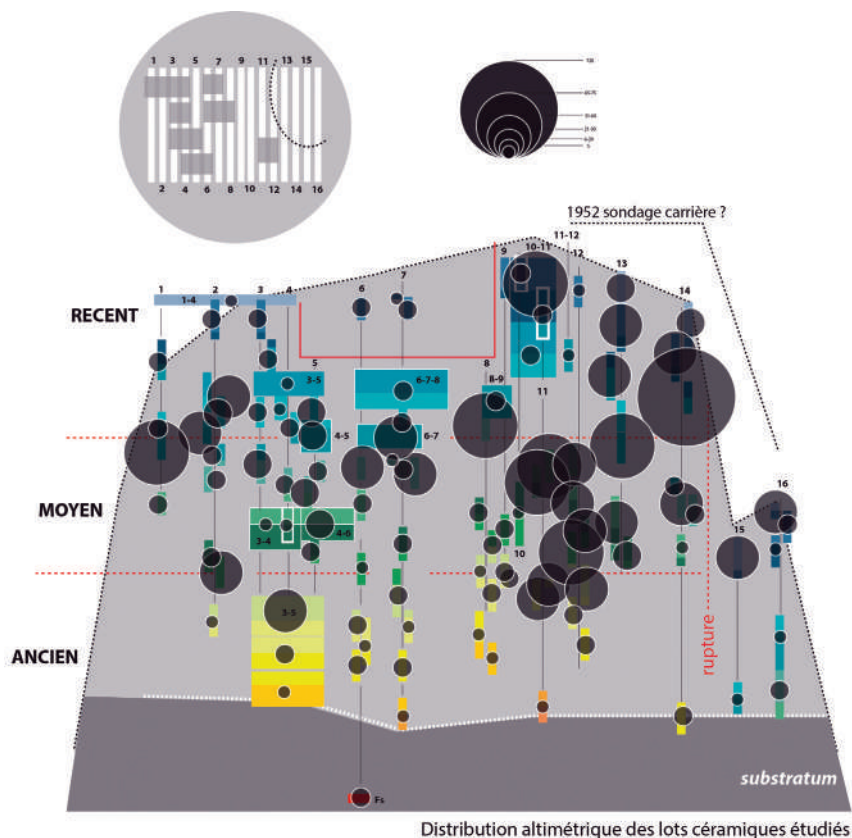 1 3 5 7 9 11 13 15
2 4 6 8 10 12 14 16
1952 sondage carrière ?
11-12
9 10-11
12
13
7
1 2 3 4 6
14
1-4
RECENT
5
3-5
6-7-8
8
8-9
11
4-5
6-7
MOYEN
16
3-4
4-6
10
15
3-5
ANCIEN
rupture
substratum
Fs
Distribution altimétrique des lots céramiques étudiés